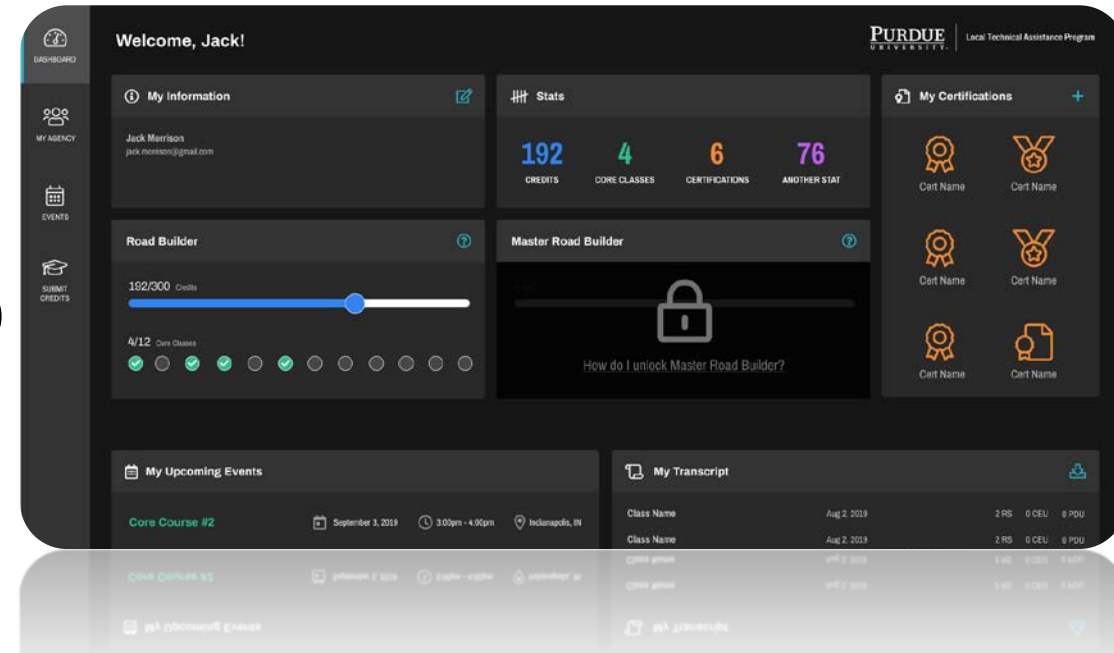 DASHBOARD
MY AGENCY
EVENTS
SUBMIT
CREDITS
Welcome, Jack!
PURDUE
UNIVERSITY.
Local Technical Assistance Program
My Information
Jack Morrison
jack.morrison@gmail.com
Stats
192
CREDITS
4
CORE CLASSES
6
CERTIFICATIONS
76
ANOTHER STAT
My Certifications
Cert Name Cert Name
Cert Name Cert Name
Cert Name Cert Name
Road Builder
192/300 Credits
4/12 Core Classes
Master Road Builder
How do I unlock Master Road Builder?
My Upcoming Events
Core Course #2 September 3, 2019 3:00pm - 4:00pm Indianapolis, IN
My Transcript
Class Name Aug 2, 2019 2 RS 0 CEU 0 PDU
Class Name Aug 2, 2019 2 RS 0 CEU 0 PDU